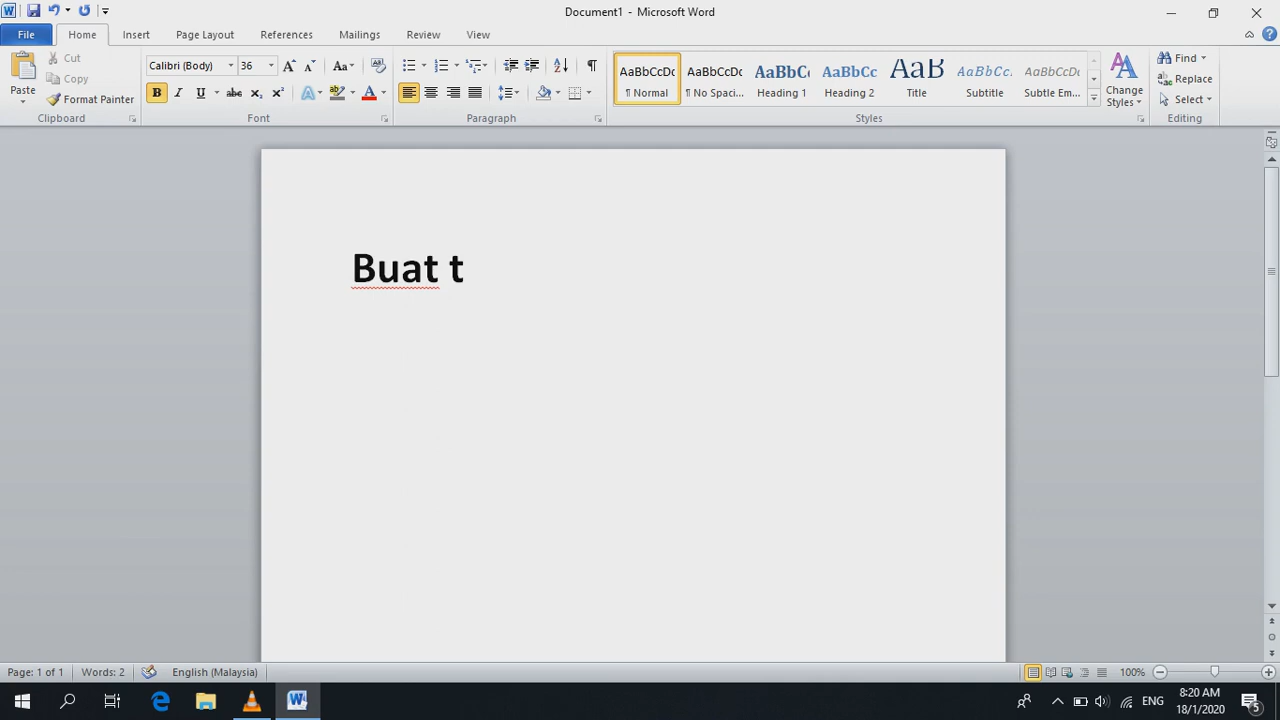 Document1 - Microsoft Word
File Home Insert Page Layout References Mailings Review View
Paste
Cut
Copy
Format Painter
Clipboard
Calibri (Body) 36
Font
Paragraph
AaBbCcDc AaBbCcDc AaBbCc AaBbCc AaB AaBbCc. AaBbCcDc
¶ Normal ¶ No Spaci... Heading 1 Heading 2 Title Subtitle Subtle Em...
Styles
Change Styles
Find
Replace
Select
Editing
Buat t
Page: 1 of 1 Words: 2 English (Malaysia) 100%
ENG
8:20 AM
18/1/2020
5